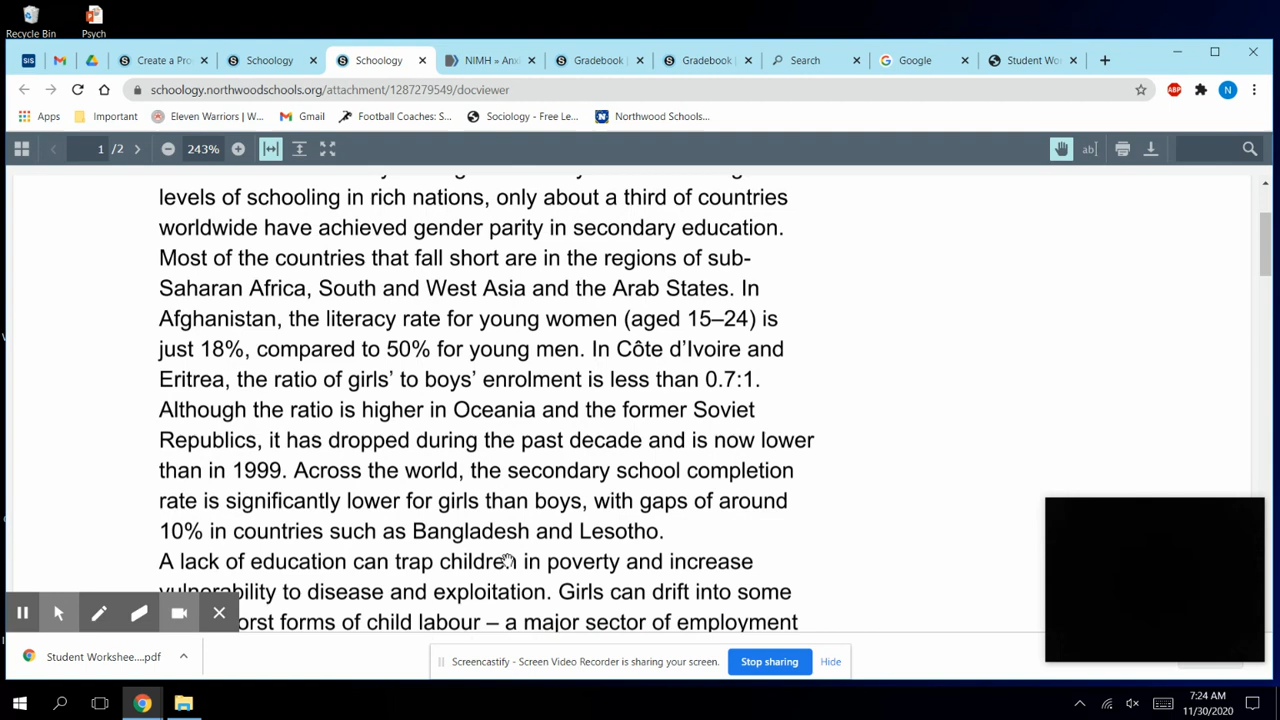 Recycle Bin
Psych
SIS
Create a Pro
Schoology
Schoology
NIMH » Anxi
Gradebook |
Gradebook |
Search
Google
Student Wo
schoology.northwoodschools.org/attachment/1287279549/docviewer
ABP
N
Apps
Important
Eleven Warriors | W...
Gmail
Football Coaches: S...
Sociology - Free Le...
Northwood Schools...
1 /2
243%
ab
levels of schooling in rich nations, only about a third of countries
worldwide have achieved gender parity in secondary education.
Most of the countries that fall short are in the regions of sub-
Saharan Africa, South and West Asia and the Arab States. In
Afghanistan, the literacy rate for young women (aged 15–24) is
just 18%, compared to 50% for young men. In Côte d’Ivoire and
Eritrea, the ratio of girls’ to boys’ enrolment is less than 0.7:1.
Although the ratio is higher in Oceania and the former Soviet
Republics, it has dropped during the past decade and is now lower
than in 1999. Across the world, the secondary school completion
rate is significantly lower for girls than boys, with gaps of around
10% in countries such as Bangladesh and Lesotho.
A lack of education can trap children in poverty and increase
vulnerability to disease and exploitation. Girls can drift into some
orst forms of child labour – a major sector of employment
Student Workshee....pdf
Screencastify - Screen Video Recorder is sharing your screen.
Stop sharing
Hide
7:24 AM
11/30/2020